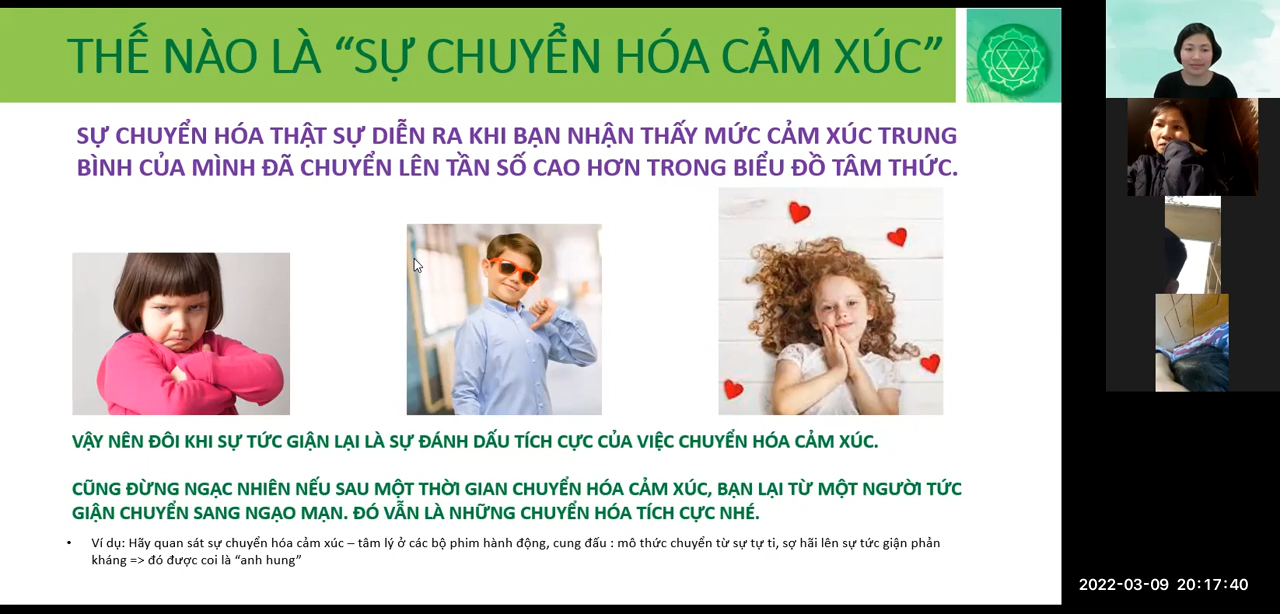 THẾ NÀO LÀ “SỰ CHUYỂN HÓA CẢM XÚC”
SỰ CHUYỂN HÓA THẬT SỰ DIỄN RA KHI BẠN NHẬN THẤY MỨC CẢM XÚC TRUNG
BÌNH CỦA MÌNH ĐÃ CHUYỂN LÊN TẦN SỐ CAO HƠN TRONG BIỂU ĐỒ TÂM THỨC.
VẬY NÊN ĐÔI KHI SỰ TỨC GIẬN LẠI LÀ SỰ ĐÁNH DẤU TÍCH CỰC CỦA VIỆC CHUYỂN HÓA CẢM XÚC.
CŨNG ĐỪNG NGẠC NHIÊN NẾU SAU MỘT THỜI GIAN CHUYỂN HÓA CẢM XÚC, BẠN LẠI TỪ MỘT NGƯỜI TỨC
GIẬN CHUYỂN SANG NGẠO MẠN. ĐÓ VẪN LÀ NHỮNG CHUYỂN HÓA TÍCH CỰC NHÉ.
• Ví dụ: Hãy quan sát sự chuyển hóa cảm xúc – tâm lý ở các bộ phim hành động, cung đấu : mô thức chuyển từ sự tự ti, sợ hãi lên sự tức giận phản
kháng => đó được coi là “anh hung”
2022-03-09 20:17:40